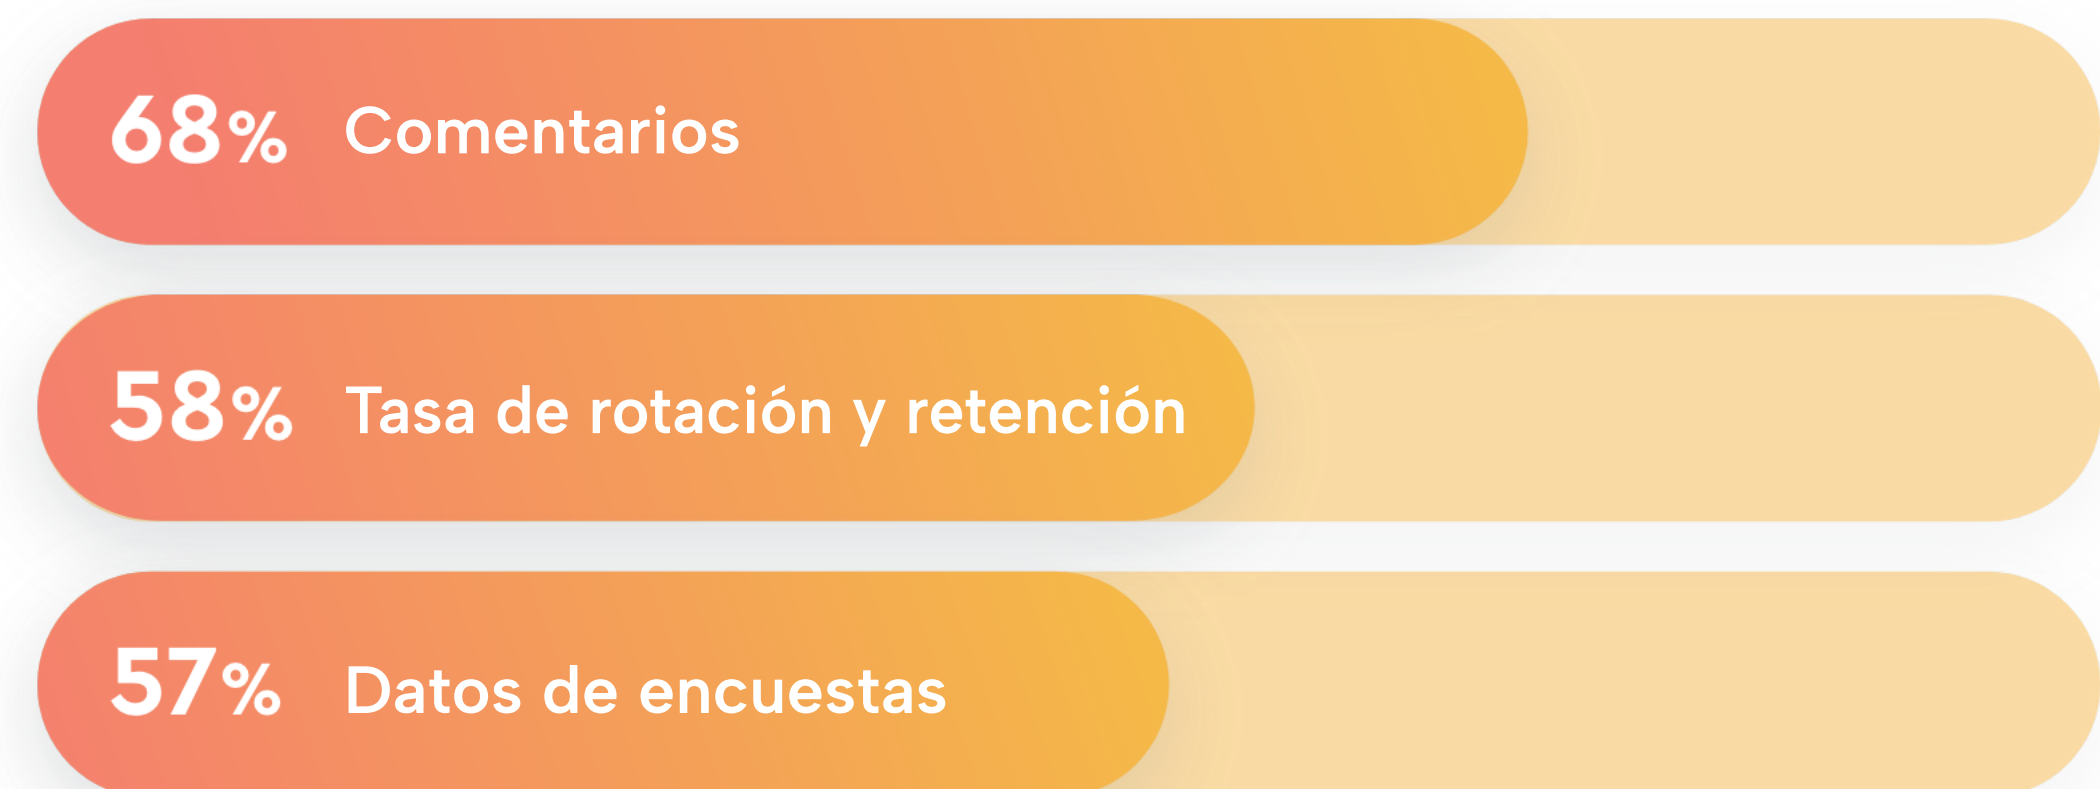 68% Comentarios
58% Tasa de rotación y retención
57% Datos de encuestas